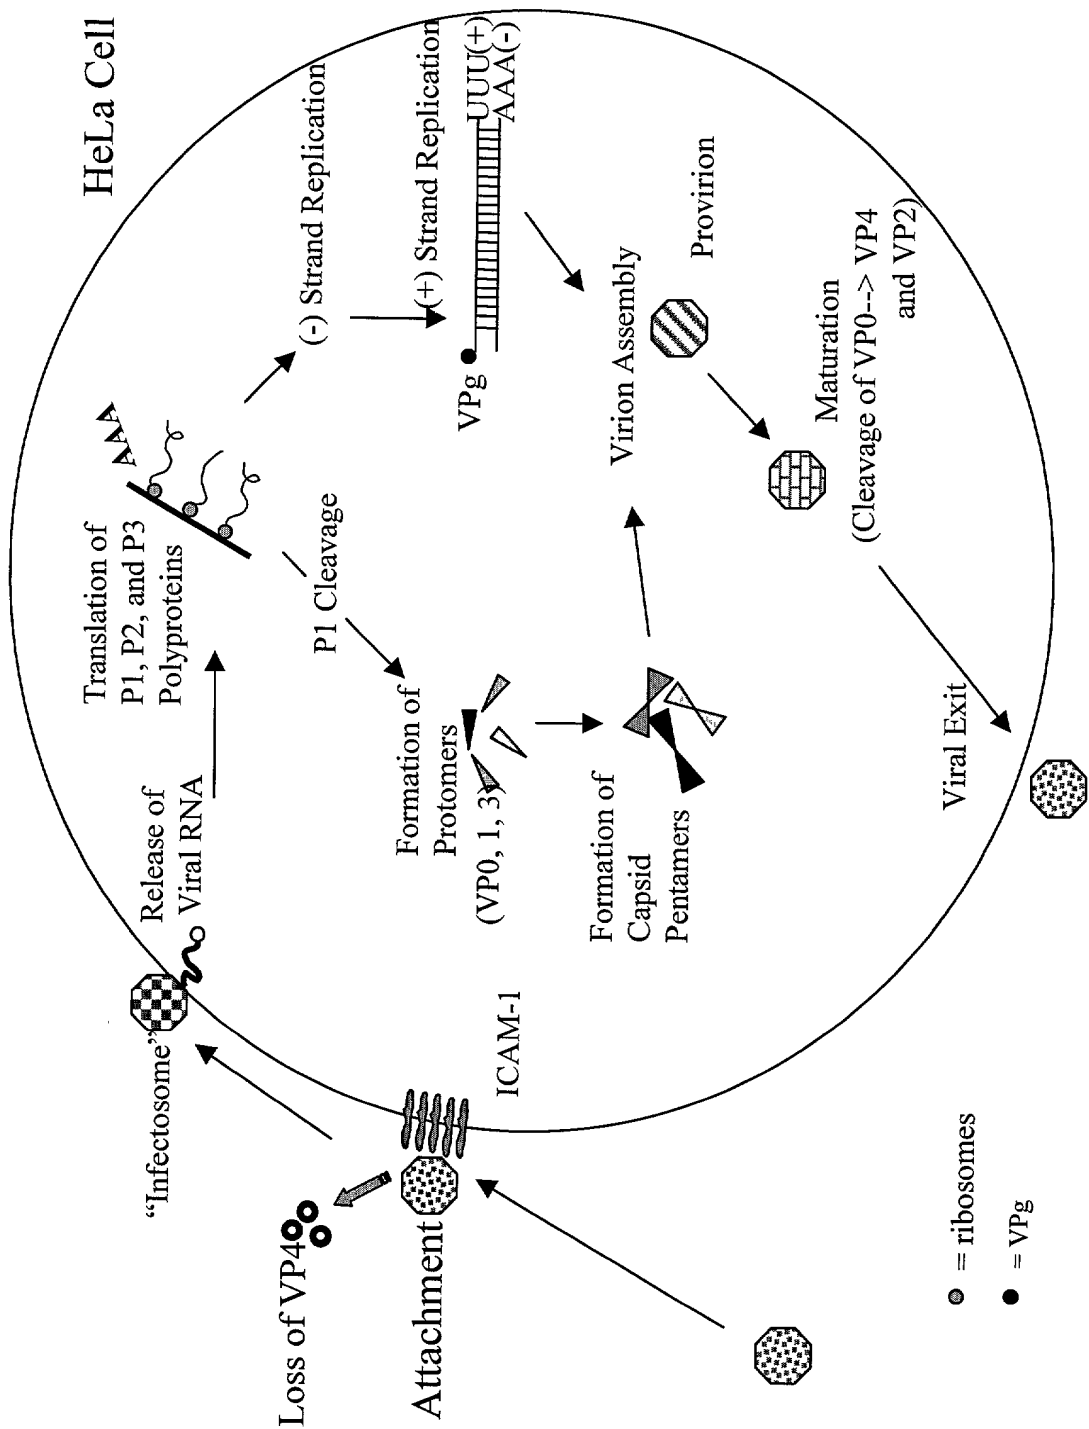 HeLa Cell
Loss of VP4
Attachment
"Infectosome"
Release of
Viral RNA
Translation of
P1, P2, and P3
Polyproteins
AAA
(-) Strand Replication
(+) Strand Replication
VPg
UUU(+)
AAA(-)
P1 Cleavage
Formation of
Protomers
(VP0, 1, 3)
Formation of
Capsid
Pentamers
ICAM-1
Virion Assembly
Provirion
Maturation
(Cleavage of VP0--> VP4
and VP2)
Viral Exit
= ribosomes
= VPg